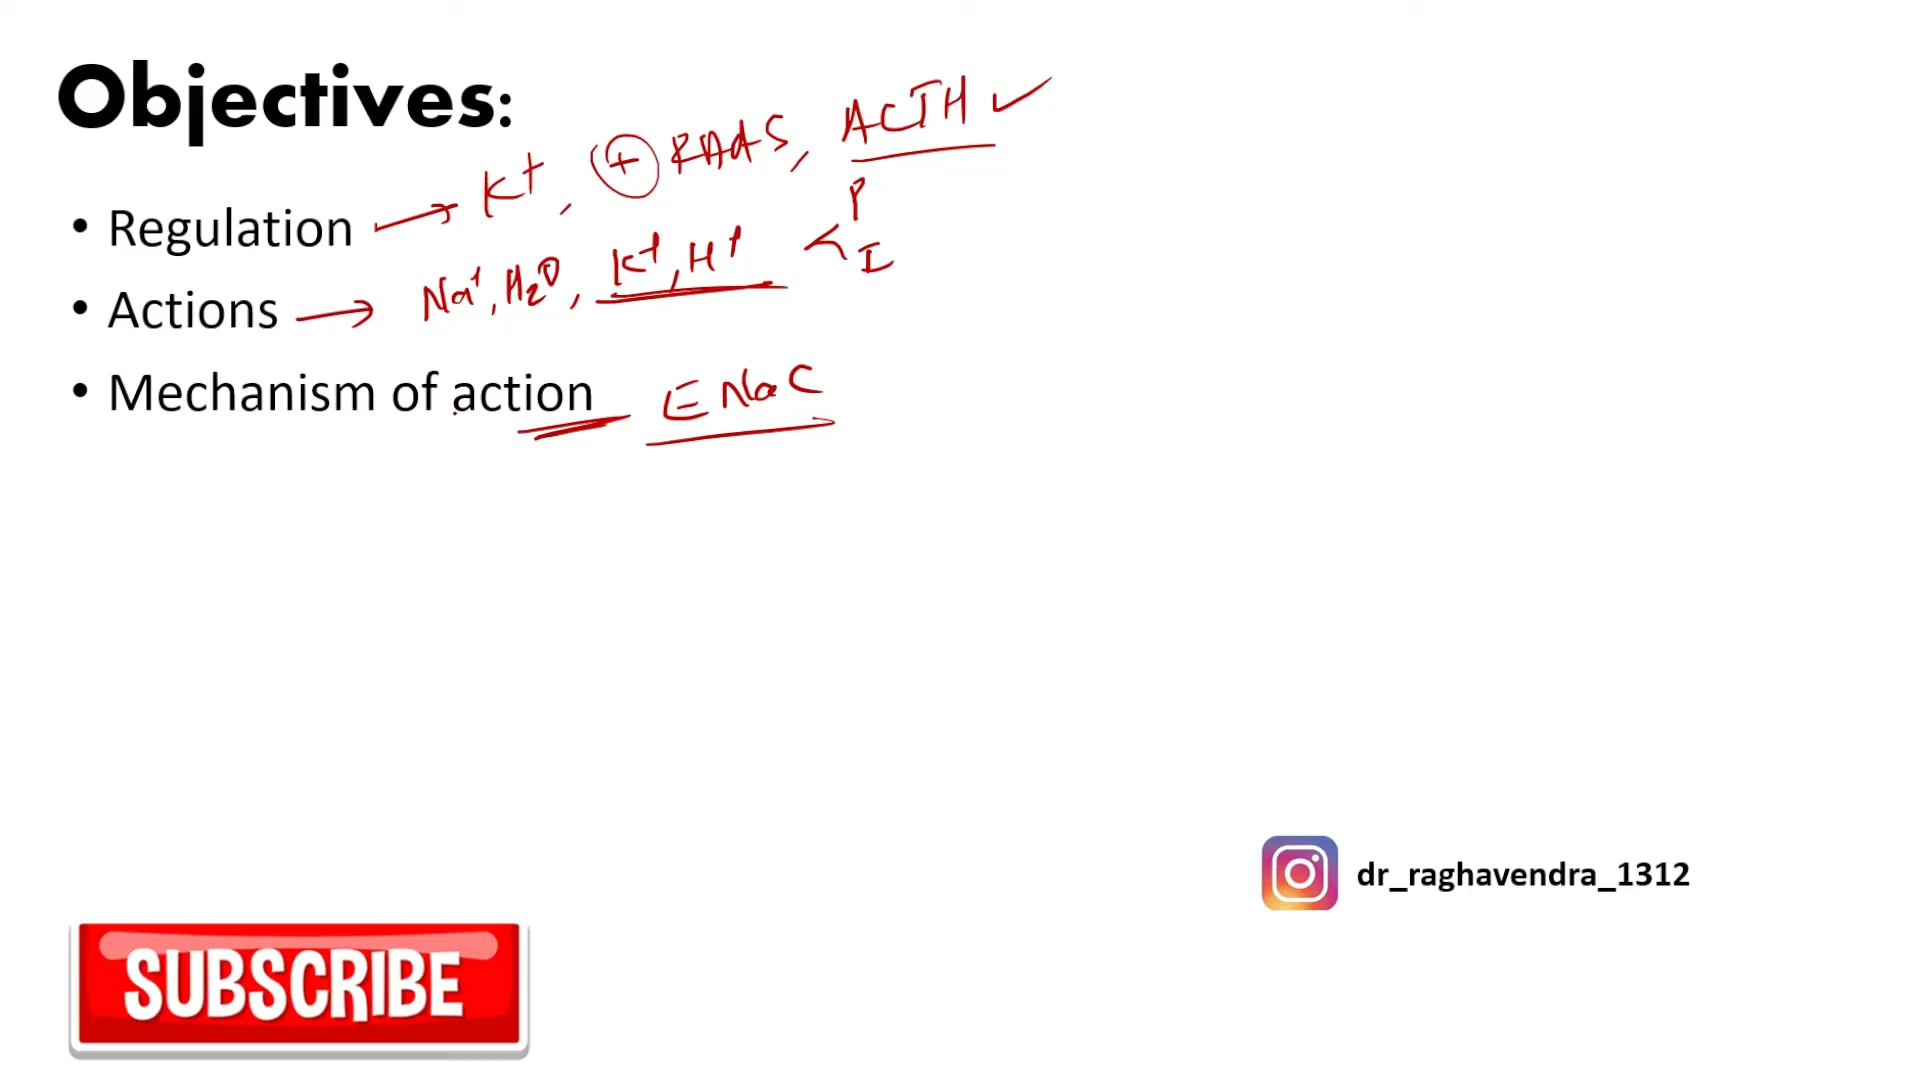 Objectives:
• Regulation → K+, + RAAS, ACTH ✓
• Actions → Na+, H2O, K+, H+ < P I
• Mechanism of action ENaC
dr_raghavendra_1312
SUBSCRIBE